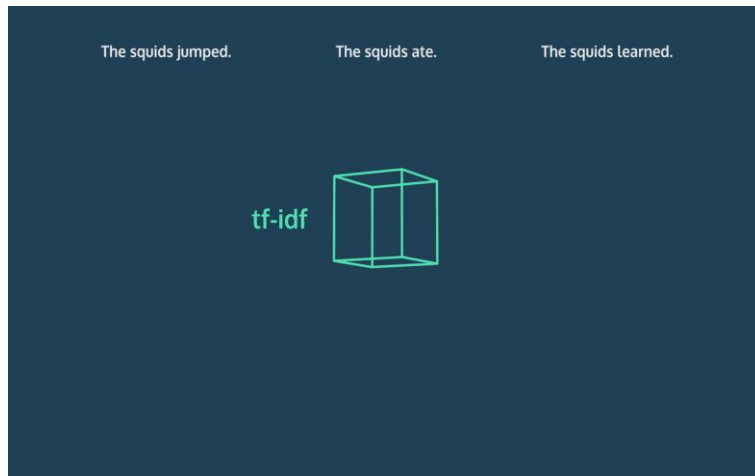 The squids jumped.
The squids ate.
The squids learned.
tf-idf